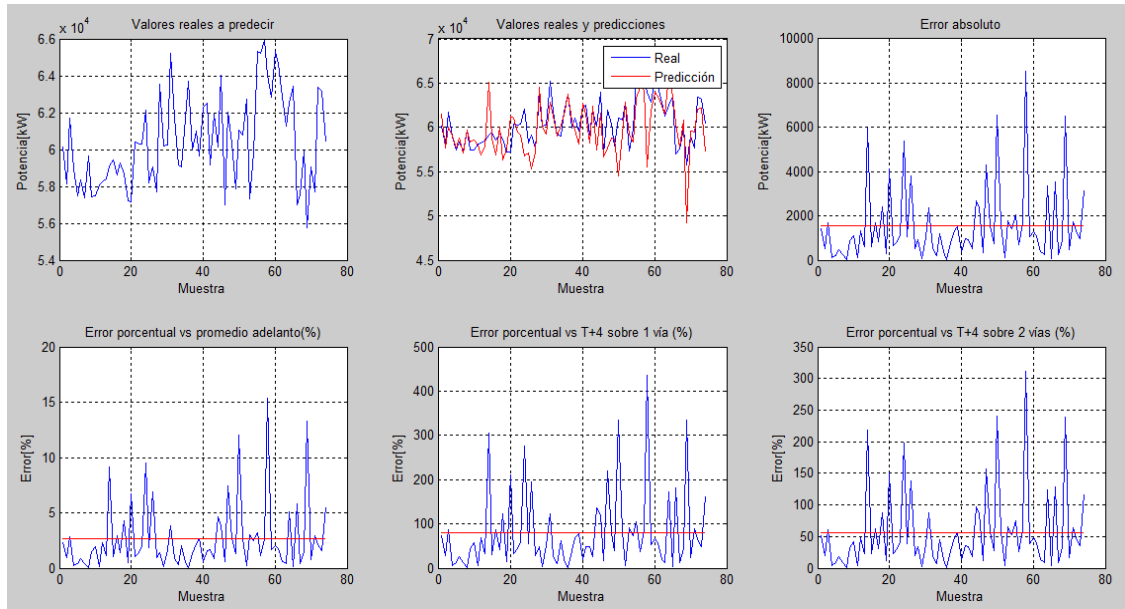 Valores reales a predecir
x 10^4
Potencia[kW]
6.6
6.4
6.2
6
5.8
5.6
5.4
0 20 40 60 80
Muestra
Valores reales y predicciones
x 10^4
Potencia[kW]
7
6.5
6
5.5
5
4.5
0 20 40 60 80
Muestra
Real
Predicción
Error absoluto
Potencia[kW]
10000
8000
6000
4000
2000
0
0 20 40 60 80
Muestra
Error porcentual vs promedio adelanto(%)
Error[%]
20
15
10
5
0
0 20 40 60 80
Muestra
Error porcentual vs T+4 sobre 1 vía (%)
Error[%]
500
400
300
200
100
0
0 20 40 60 80
Muestra
Error porcentual vs T+4 sobre 2 vías (%)
Error[%]
350
300
250
200
150
100
50
0
0 20 40 60 80
Muestra